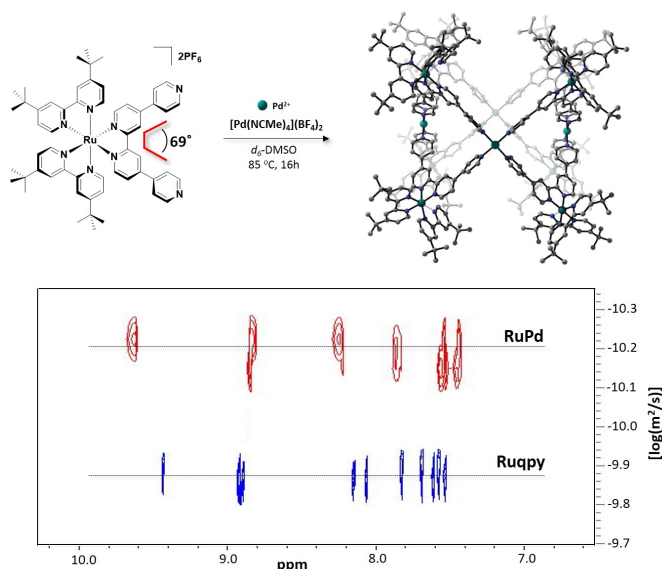 2PF6
N
N
N
N
Ru
N
N
N
N
69°
Pd²⁺
[Pd(NCMe)4](BF4)2
d6-DMSO
85 °C, 16h
RuPd
Ruqpy
-10.3
-10.2
-10.1
-10.0
-9.9
-9.8
-9.7
[log(m²/s)]
10.0
9.0
8.0
7.0
ppm